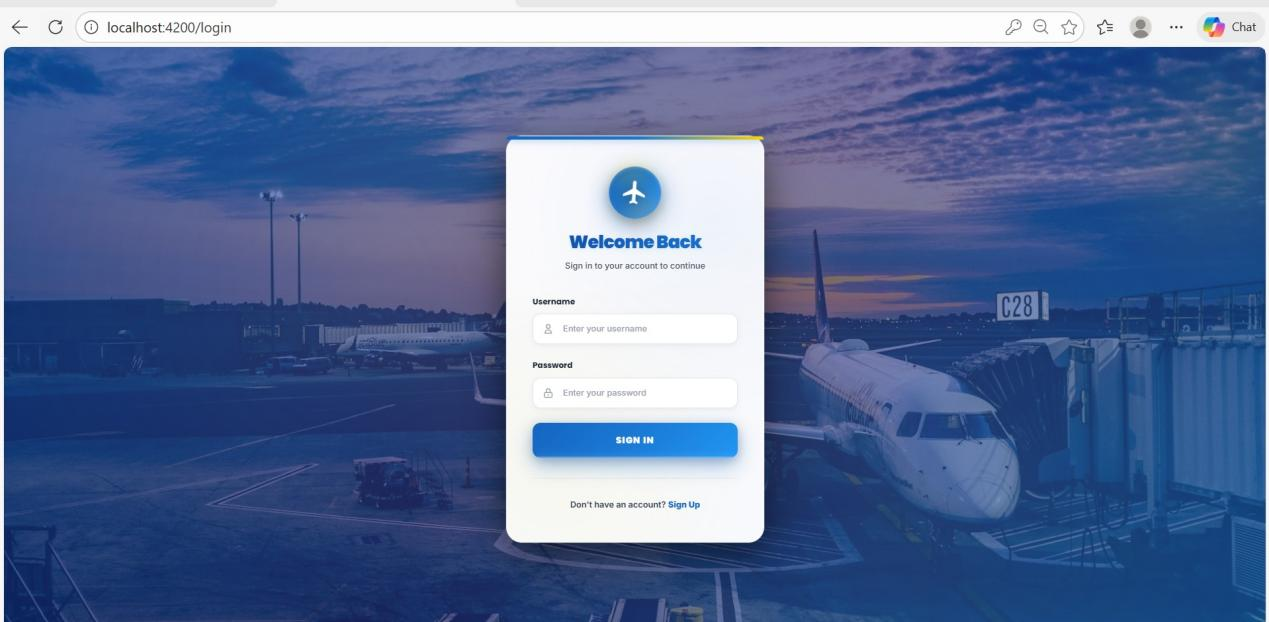 localhost:4200/login
Chat
Welcome Back
Sign in to your account to continue
Username
Enter your username
Password
Enter your password
SIGN IN
Don't have an account? Sign Up
C28